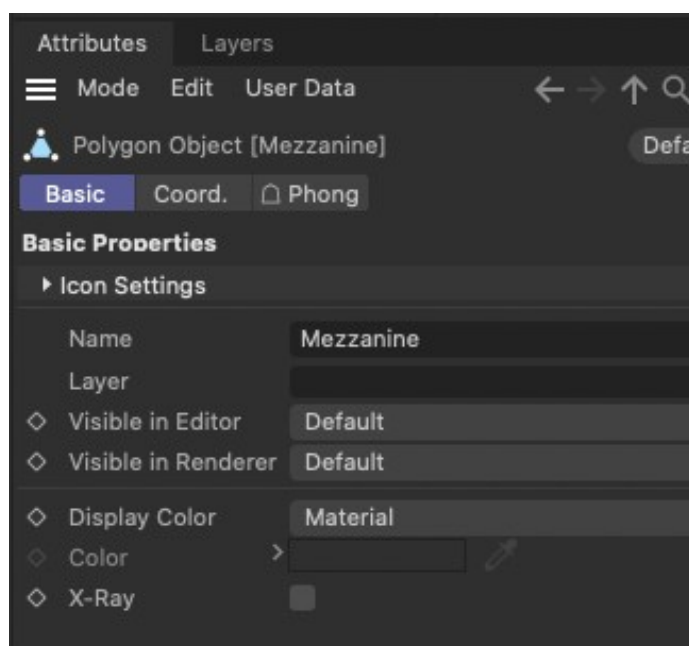 Attributes Layers
Mode Edit User Data
Polygon Object [Mezzanine] Defa
Basic Coord. Phong
Basic Properties
Icon Settings
Name Mezzanine
Layer
Visible in Editor Default
Visible in Renderer Default
Display Color Material
Color
X-Ray